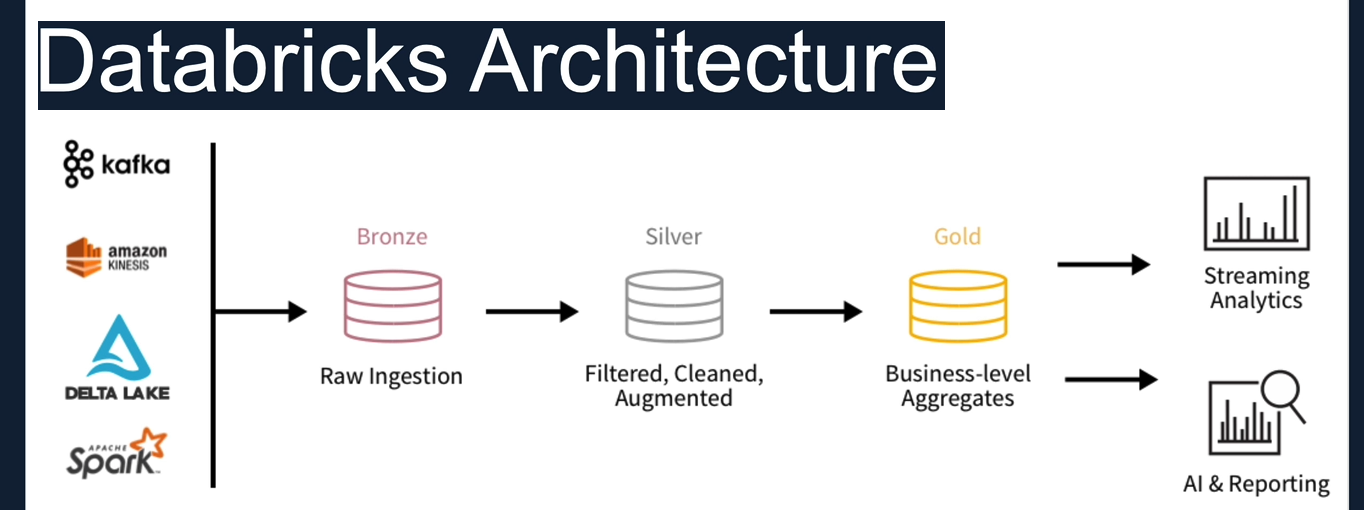 Databricks Architecture
kafka
amazon
KINESIS
DELTA LAKE
APACHE
Spark™
Bronze
Raw Ingestion
Silver
Filtered, Cleaned,
Augmented
Gold
Business-level
Aggregates
Streaming
Analytics
AI & Reporting